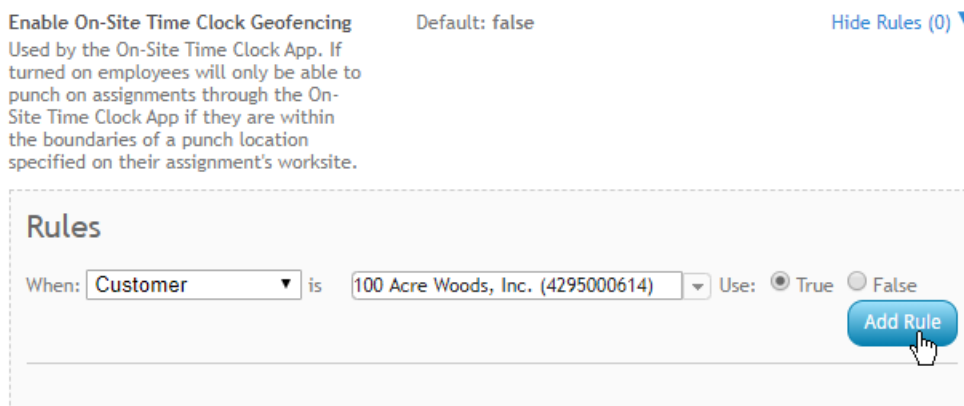 Enable On-Site Time Clock Geofencing Default: false Hide Rules (0)
Used by the On-Site Time Clock App. If
turned on employees will only be able to
punch on assignments through the On-
Site Time Clock App if they are within
the boundaries of a punch location
specified on their assignment's worksite.
Rules
When: Customer is 100 Acre Woods, Inc. (4295000614) Use: True False
Add Rule